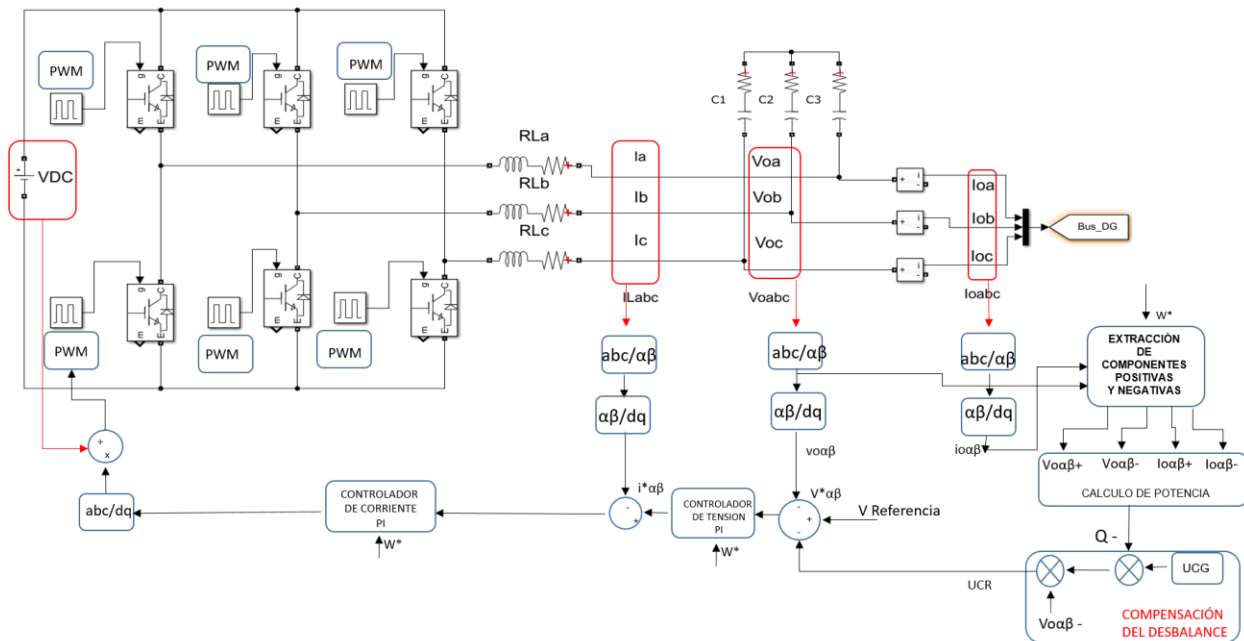 PWM
PWM
PWM
g
C
m
E
g
C
m
E
g
C
m
E
VDC
+
RLa
RLb
RLc
Ia
Ib
Ic
ILabc
C1
C2
C3
Voa
Vob
Voc
Voabc
+
-
i
+
-
i
+
-
i
Ioa
Iob
Ioc
Ioabc
Bus_DG
g
C
m
E
g
C
m
E
g
C
m
E
PWM
PWM
PWM
abc/αβ
αβ/dq
abc/αβ
αβ/dq
abc/αβ
αβ/dq
voαβ
ioαβ
W*
EXTRACCIÒN
DE
COMPONENTES
POSITIVAS
Y NEGATIVAS
Voαβ+
Voαβ-
Ioαβ+
Ioαβ-
CALCULO DE POTENCIA
Q -
÷
x
abc/dq
CONTROLADOR
DE CORRIENTE
PI
W*
i*αβ
-
+
CONTROLADOR
DE TENSION
PI
W*
V*αβ
-
+
-
V Referencia
UCR
UCG
Voαβ -
COMPENSACIÓN
DEL DESBALANCE